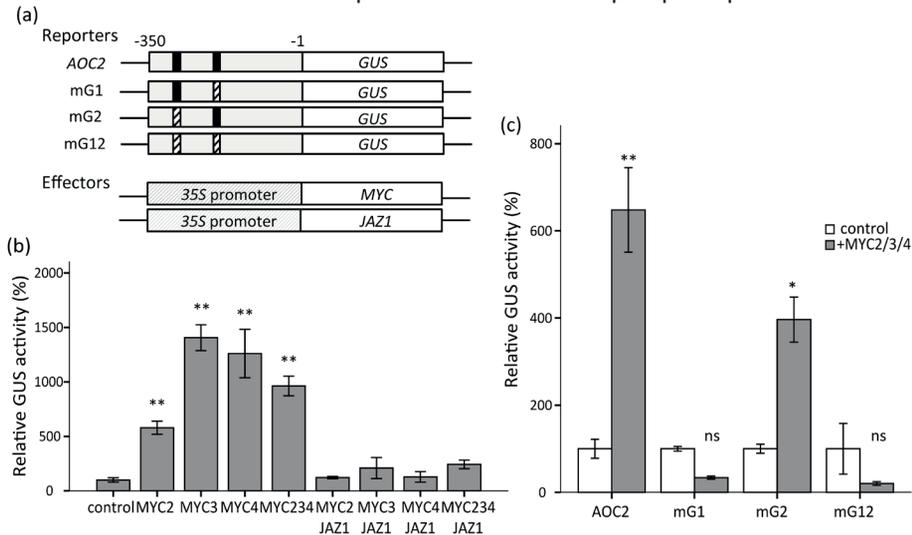 (a)
Reporters
-350
-1
AOC2
GUS
mG1
GUS
mG2
GUS
mG12
GUS
Effectors
35S promoter
MYC
35S promoter
JAZ1
(b)
Relative GUS activity (%)
2000
1500
1000
500
0
**
**
**
**
control MYC2 MYC3 MYC4 MYC234 MYC2 MYC3 MYC4 MYC234
JAZ1 JAZ1 JAZ1 JAZ1
(c)
Relative GUS activity (%)
800
600
400
200
0
**
ns
*
ns
control
+MYC2/3/4
AOC2 mG1 mG2 mG12